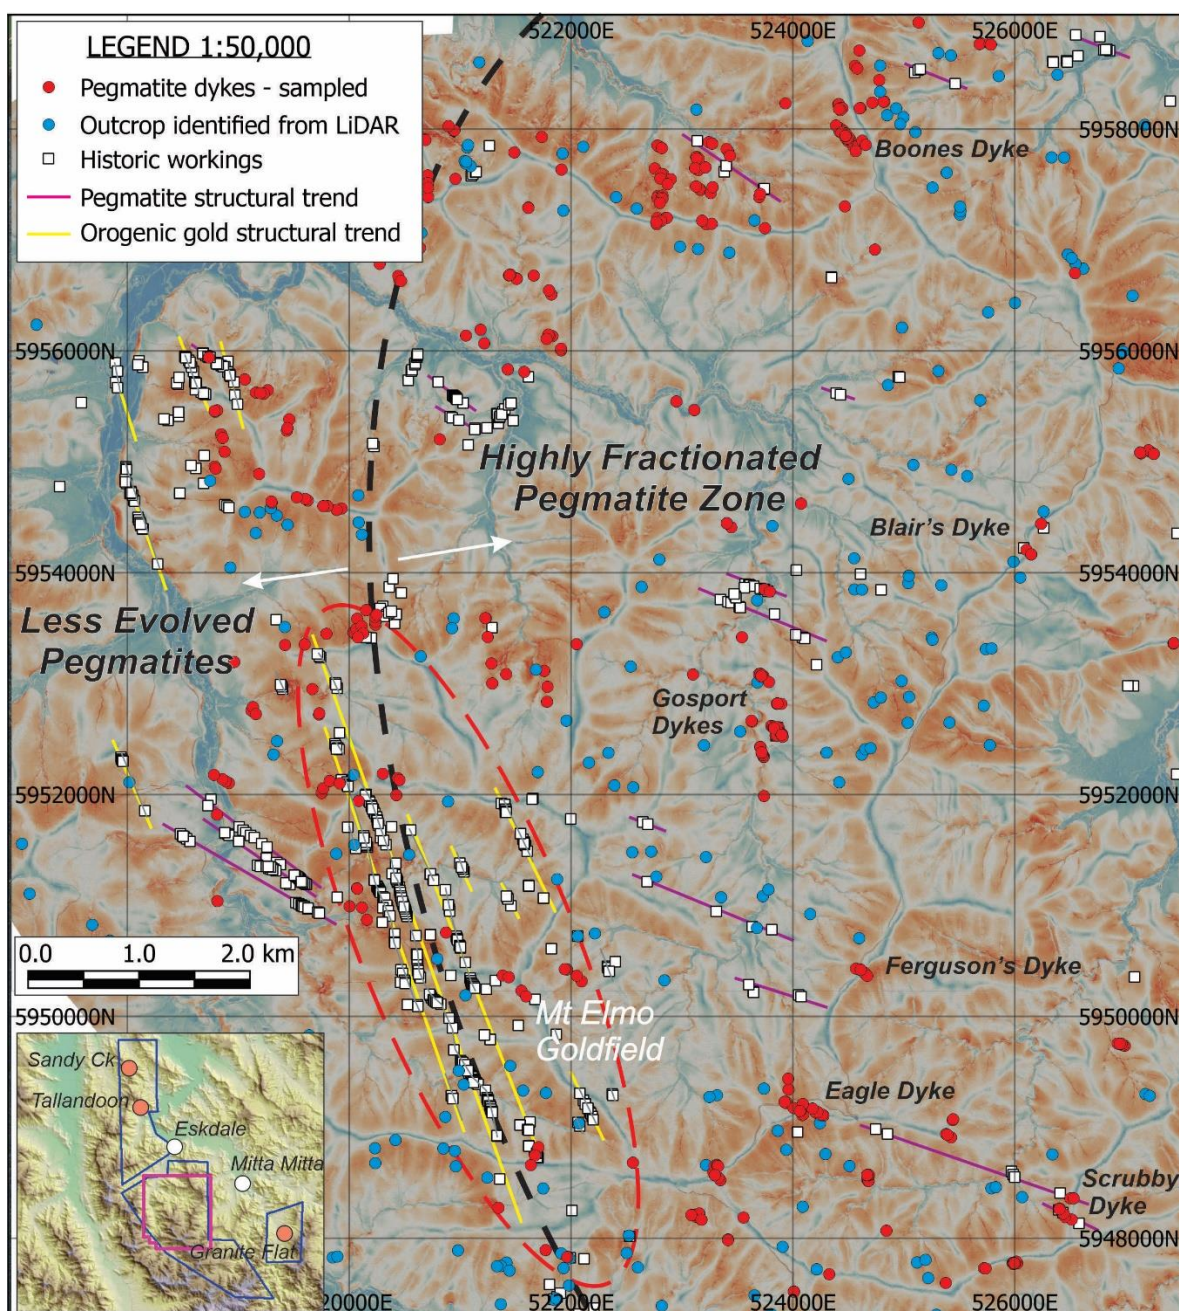 522000E
524000E
526000E
LEGEND 1:50,000
Pegmatite dykes - sampled
Outcrop identified from LiDAR
Historic workings
Pegmatite structural trend
Orogenic gold structural trend
5958000N
Boones Dyke
5956000N
5956000N
Highly Fractionated
Pegmatite Zone
Blair's Dyke
5954000N
5954000N
Less Evolved
Pegmatites
Gosport
Dykes
5952000N
5952000N
0.0 1.0 2.0 km
Ferguson's Dyke
5950000N
5950000N
Mt Elmo
Goldfield
Sandy Ck
Tallandoon
Eskdale
Mitta Mitta
Granite Flat
Eagle Dyke
Scrubby
Dyke
5948000N
20000E
522000E
524000E
526000E